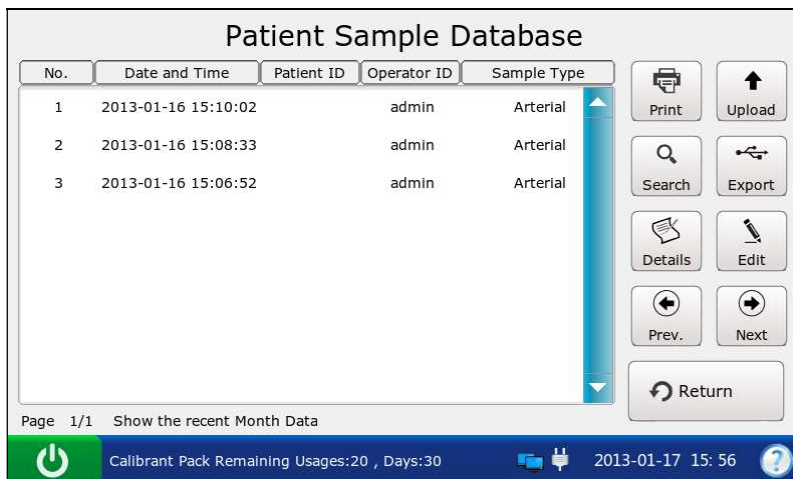 Patient Sample Database
No. Date and Time Patient ID Operator ID Sample Type
1 2013-01-16 15:10:02 admin Arterial
2 2013-01-16 15:08:33 admin Arterial
3 2013-01-16 15:06:52 admin Arterial
Print Upload
Search Export
Details Edit
Prev. Next
Return
Page 1/1 Show the recent Month Data
Calibrant Pack Remaining Usages:20 , Days:30 2013-01-17 15: 56 ?